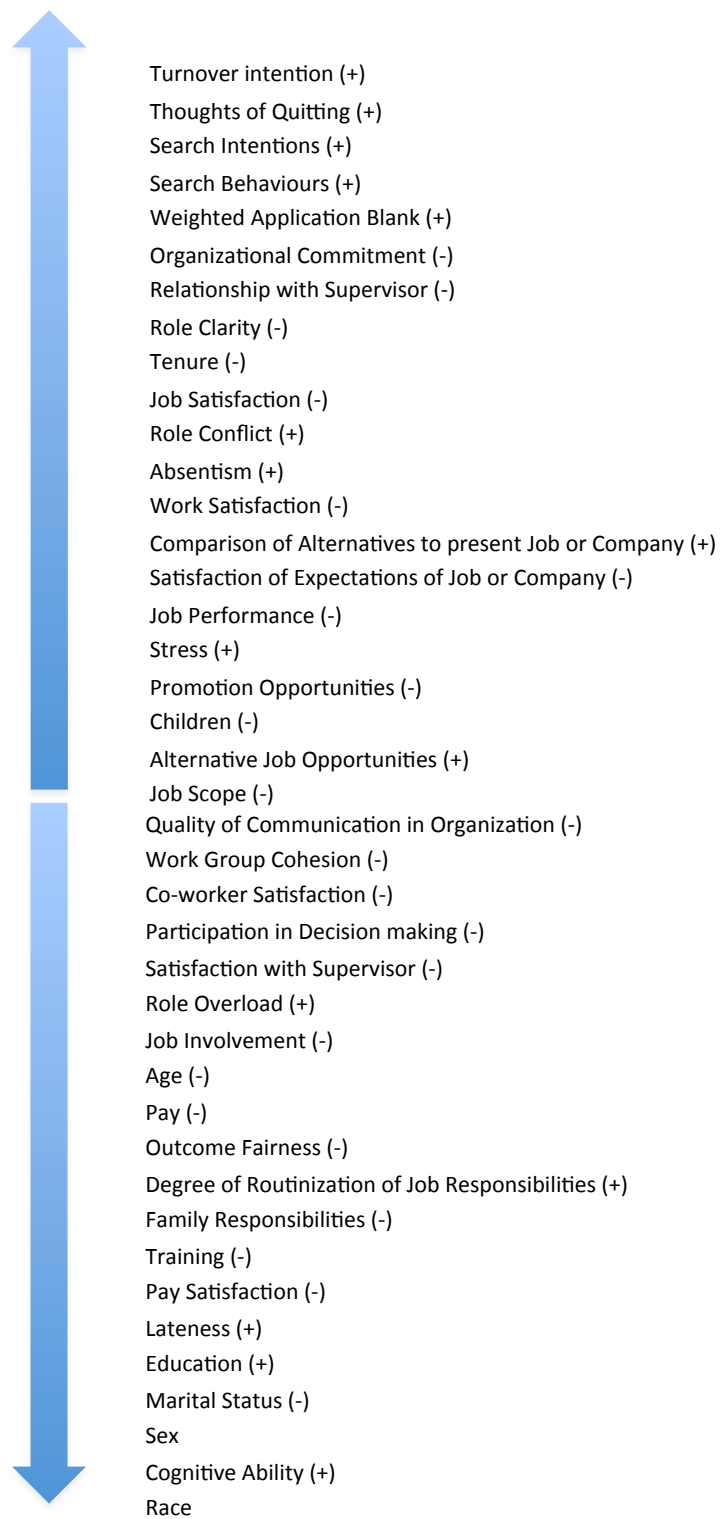 Turnover intention (+)
Thoughts of Quitting (+)
Search Intentions (+)
Search Behaviours (+)
Weighted Application Blank (+)
Organizational Commitment (-)
Relationship with Supervisor (-)
Role Clarity (-)
Tenure (-)
Job Satisfaction (-)
Role Conflict (+)
Absentism (+)
Work Satisfaction (-)
Comparison of Alternatives to present Job or Company (+)
Satisfaction of Expectations of Job or Company (-)
Job Performance (-)
Stress (+)
Promotion Opportunities (-)
Children (-)
Alternative Job Opportunities (+)
Job Scope (-)
Quality of Communication in Organization (-)
Work Group Cohesion (-)
Co-worker Satisfaction (-)
Participation in Decision making (-)
Satisfaction with Supervisor (-)
Role Overload (+)
Job Involvement (-)
Age (-)
Pay (-)
Outcome Fairness (-)
Degree of Routinization of Job Responsibilities (+)
Family Responsibilities (-)
Training (-)
Pay Satisfaction (-)
Lateness (+)
Education (+)
Marital Status (-)
Sex
Cognitive Ability (+)
Race